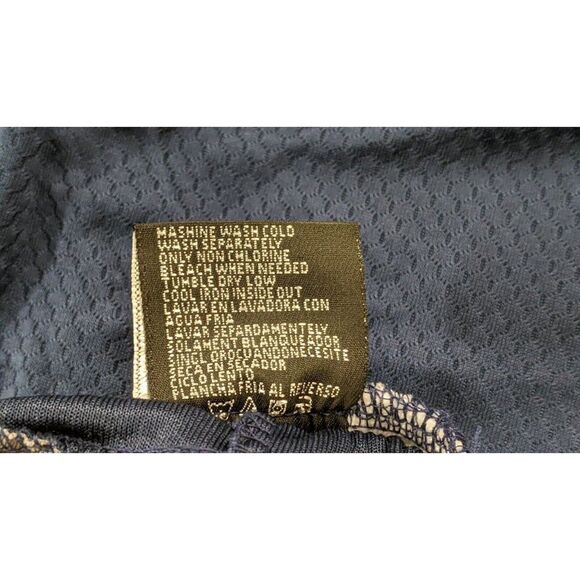 MASHINE WASH COLD
WASH SEPARATELY
ONLY NON CHLORINE
BLEACH WHEN NEEDED
TUMBLE DRY LOW
COOL IRON INSIDE OUT
LAVAR EN LAVADORA CON
AGUA FRIA
LAVAR SEPARDAMENTELY
SOLAMENT BLANQUEADOR
SINGL OROCUANDONECESITE
SECA EN SECADOR
CICLO LENTO
PLANCHA FRIA AL REVERSO